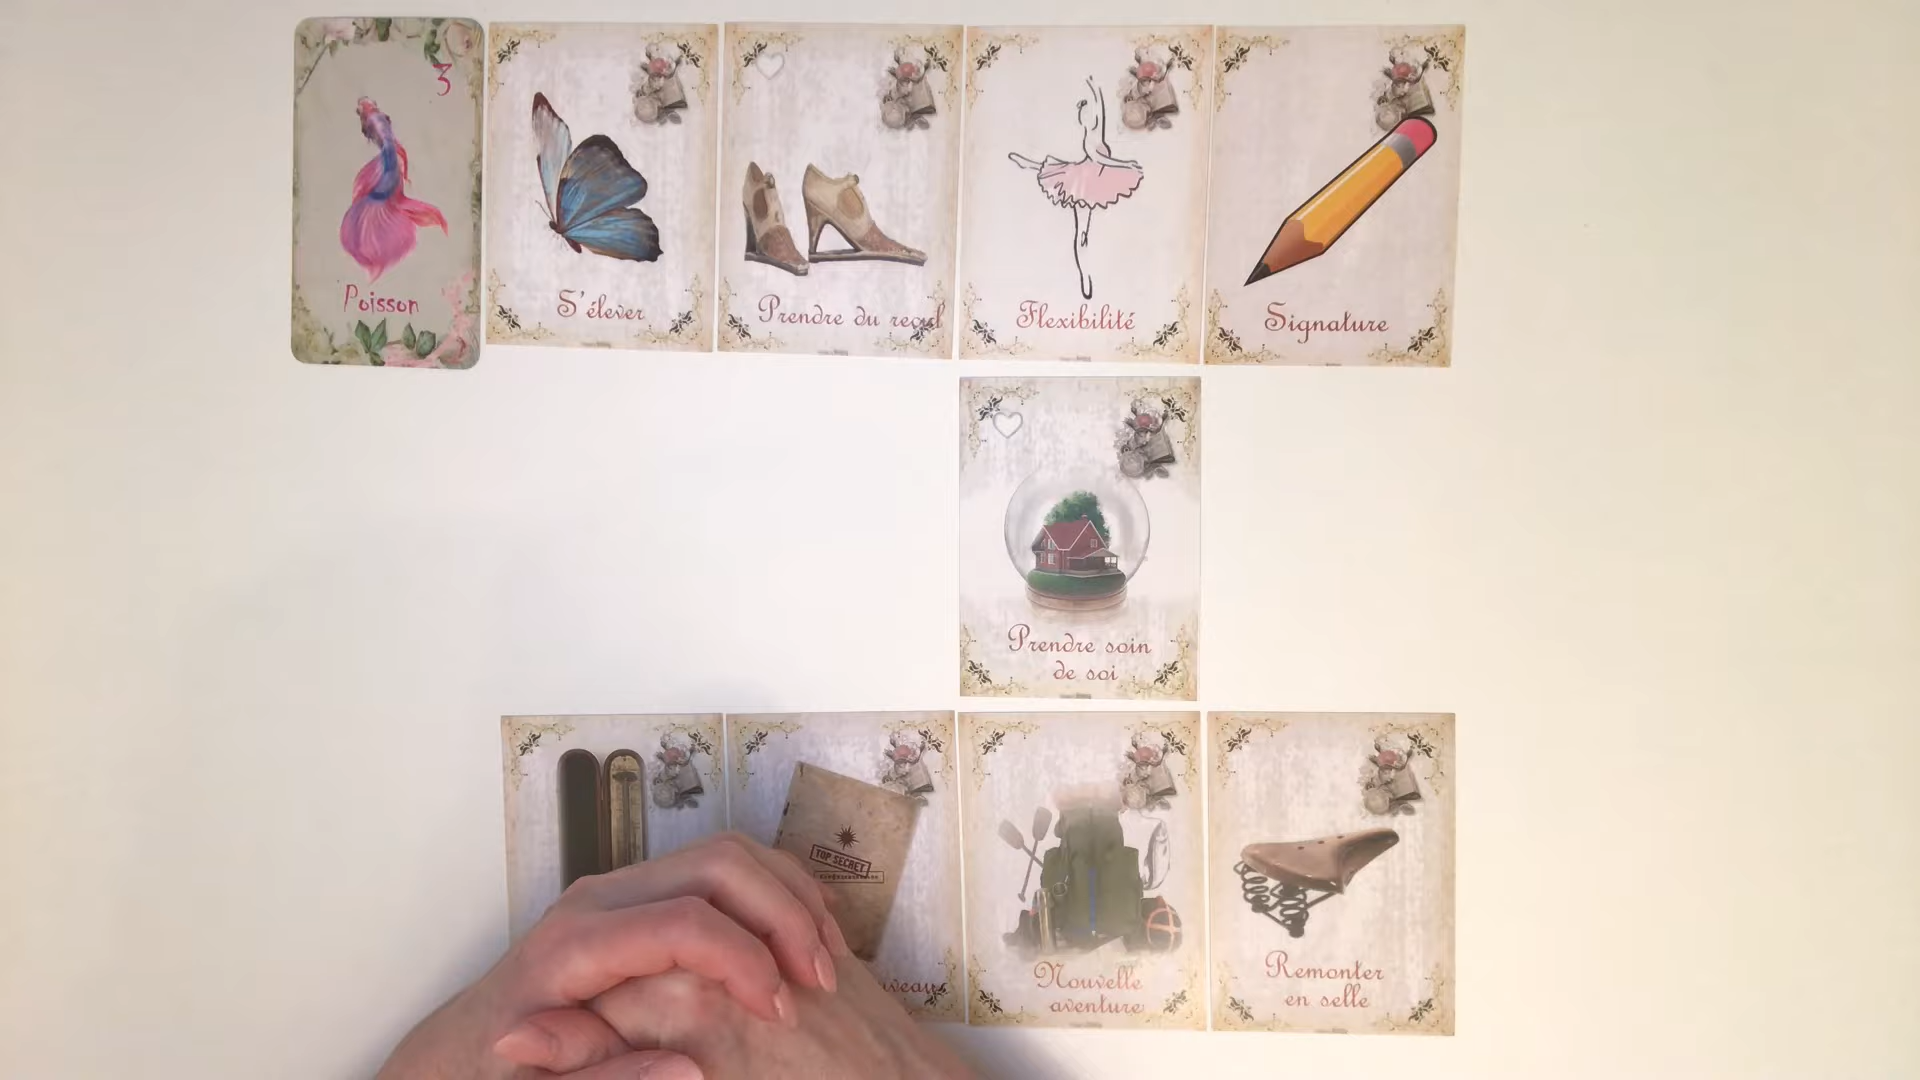 3
Poisson
S'élever
Prendre du recul
Flexibilité
Signature
Prendre soin
de soi
TOP SECRET
Nouvelle
aventure
Remonter
en selle